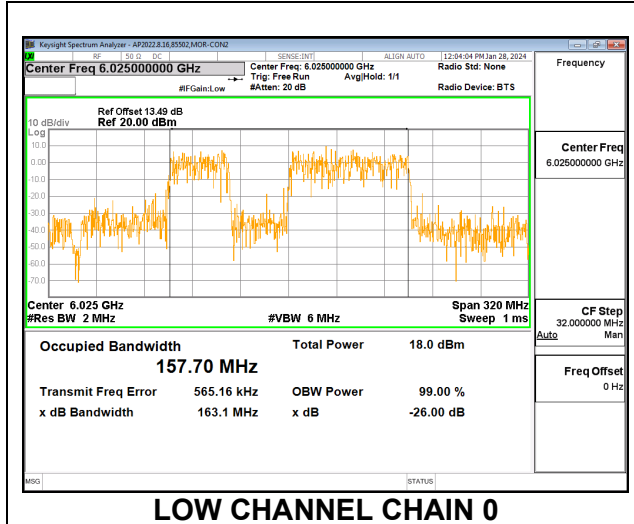 Keysight Spectrum Analyzer - AP2022.8.16,85502,MOR-CON2
RF 50 Ω DC SENSE:INT ALIGN AUTO 12:04:04 PM Jan 28, 2024
Center Freq 6.025000000 GHz
Center Freq: 6.025000000 GHz
Radio Std: None
Trig: Free Run Avg|Hold: 1/1
#IFGain:Low #Atten: 20 dB Radio Device: BTS
Frequency
Ref Offset 13.49 dB
10 dB/div Ref 20.00 dBm
Log
10.0
0.00
-10.0
-20.0
-30.0
-40.0
-50.0
-60.0
-70.0
Center 6.025 GHz Span 320 MHz
#Res BW 2 MHz #VBW 6 MHz Sweep 1 ms
Center Freq
6.025000000 GHz
CF Step
32.000000 MHz
Auto Man
Freq Offset
0 Hz
Occupied Bandwidth Total Power 18.0 dBm
157.70 MHz
Transmit Freq Error 565.16 kHz OBW Power 99.00 %
x dB Bandwidth 163.1 MHz x dB -26.00 dB
MSG STATUS
LOW CHANNEL CHAIN 0